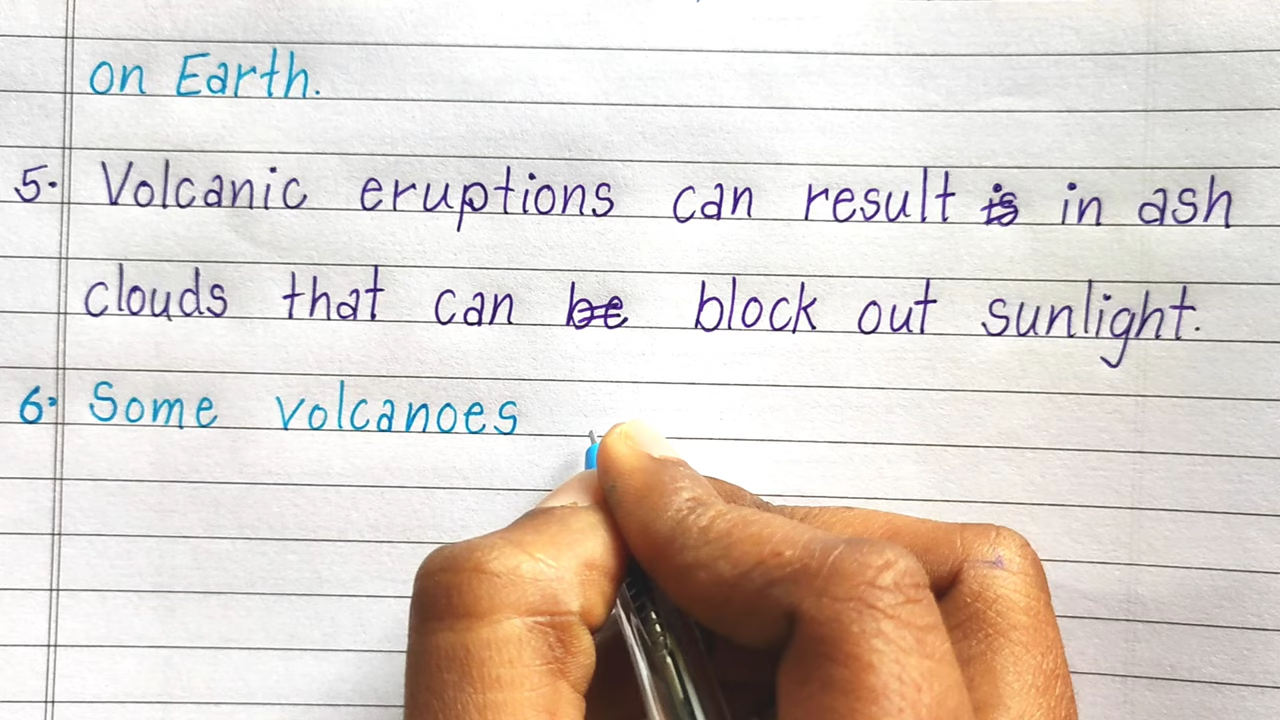 on Earth.
5. Volcanic eruptions can result is in ash
clouds that can be block out sunlight.
6. Some volcanoes